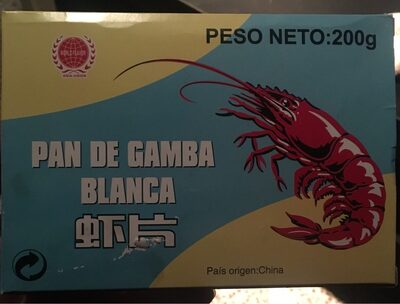 PESO NETO:200g
PAN DE GAMBA
BLANCA
虾片
País origen:China